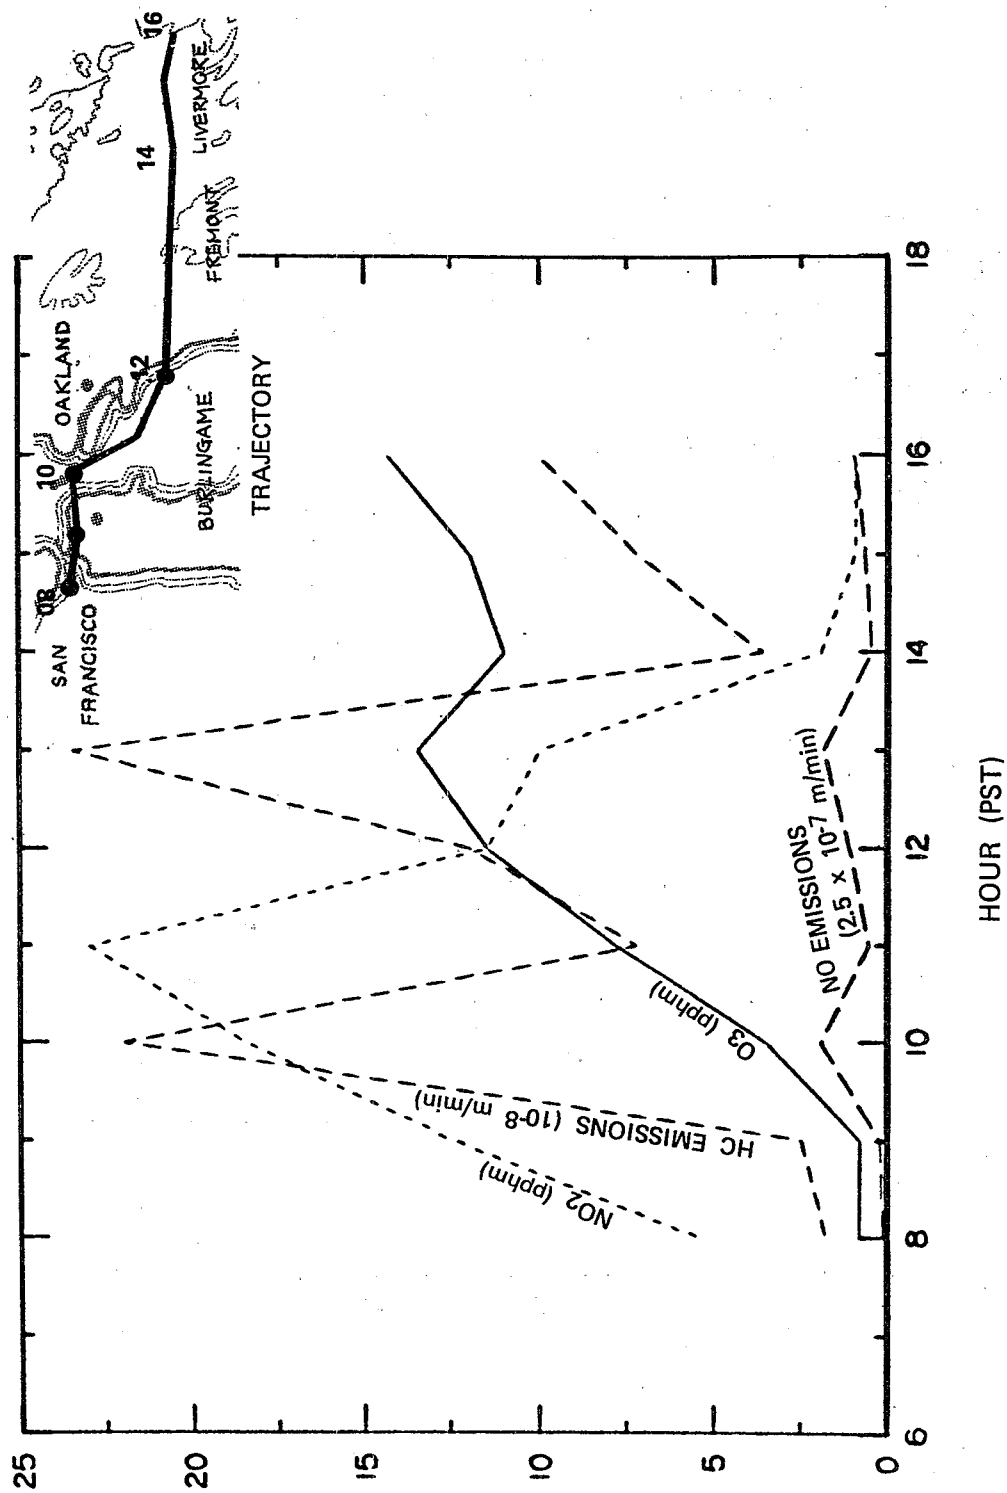 25
20
15
10
5
0
6
8
10
12
14
16
18
HOUR (PST)
NO2 (pphm)
HC EMISSIONS (10-8 m/min)
O3 (pphm)
NO EMISSIONS
(2.5 x 10-7 m/min)
SAN
FRANCISCO
OAKLAND
BURLINGAME
FREMONT
LIVERMORE
08
10
12
14
16
TRAJECTORY